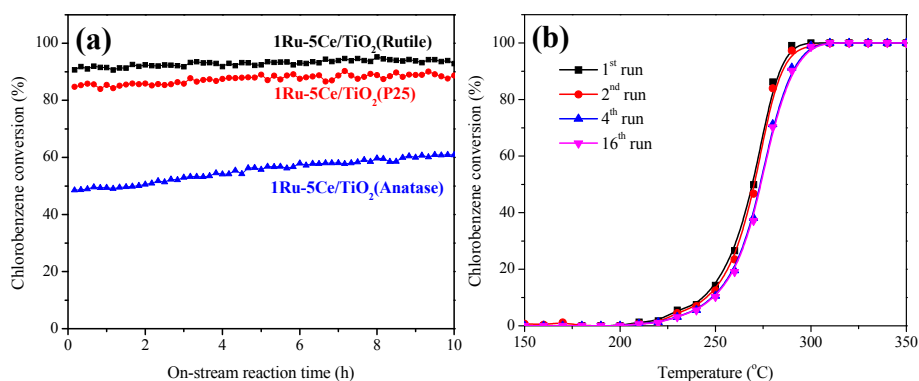 (a)
1Ru-5Ce/TiO2(Rutile)
1Ru-5Ce/TiO2(P25)
1Ru-5Ce/TiO2(Anatase)
Chlorobenzene conversion (%)
100
80
60
40
20
0
0 2 4 6 8 10
On-stream reaction time (h)
(b)
1st run
2nd run
4th run
16th run
Chlorobenzene conversion (%)
100
80
60
40
20
0
150 200 250 300 350
Temperature (oC)